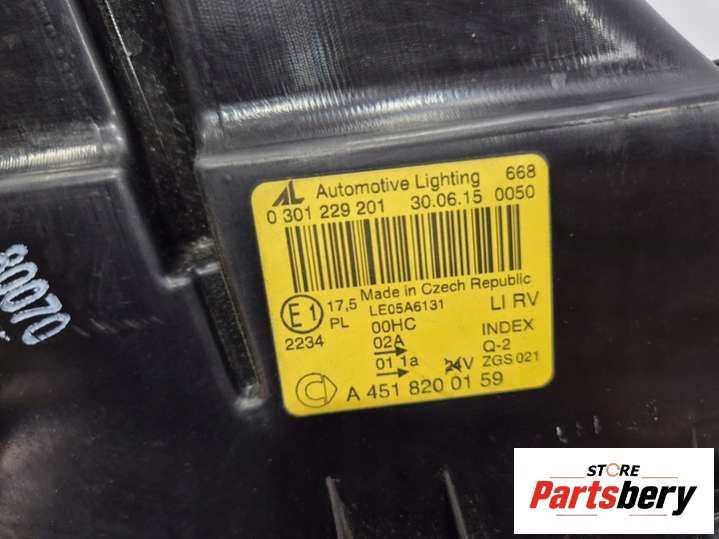 AL Automotive Lighting 668
0 301 229 201 30.06.15 0050
Made in Czech Republic
E1 17,5 LE05A6131 LI RV
PL 00HC INDEX
2234 02A Q-2
01 1a 24V ZGS 021
A 451 820 01 59
80070
STORE
Partsbery